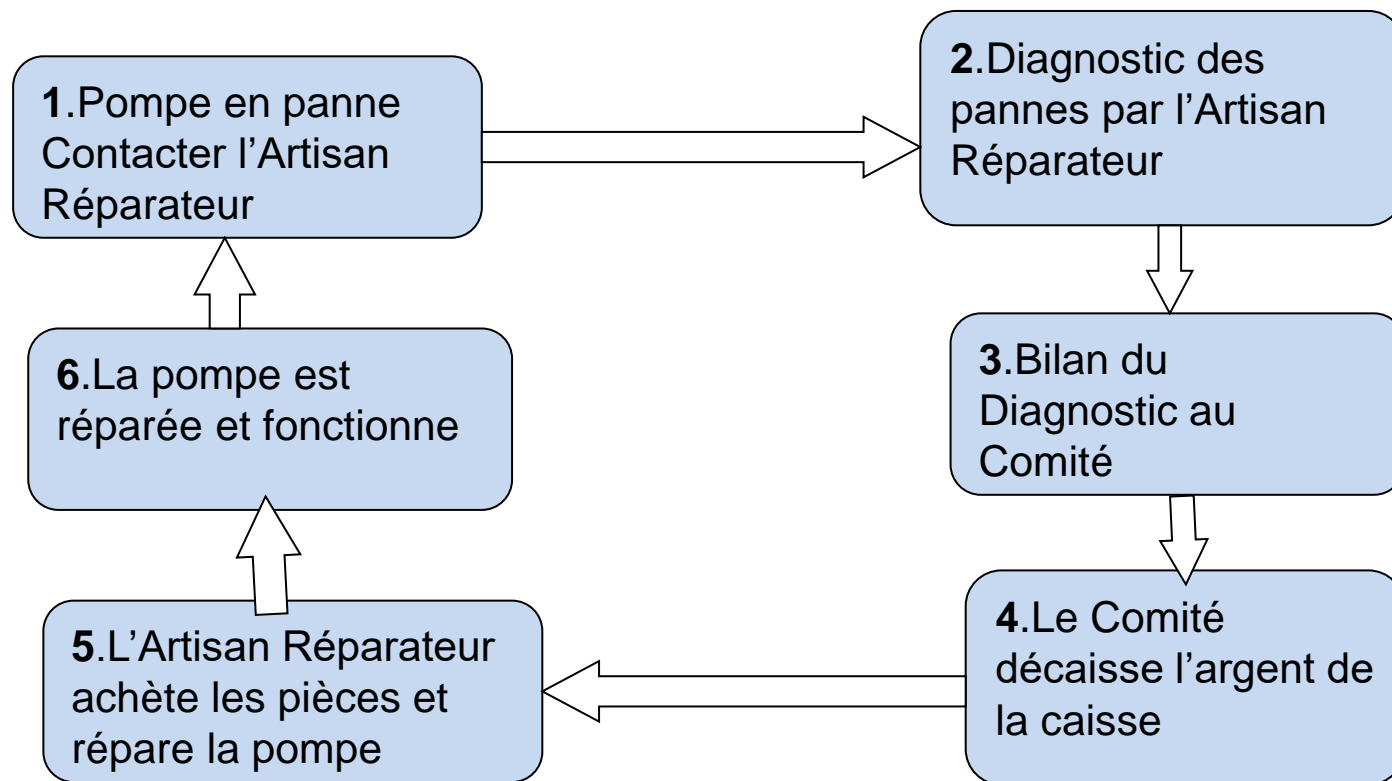 1.Pompe en panne
Contacter l’Artisan
Réparateur
2.Diagnostic des
pannes par l’Artisan
Réparateur
3.Bilan du
Diagnostic au
Comité
4.Le Comité
décaisse l’argent de
la caisse
5.L’Artisan Réparateur
achète les pièces et
répare la pompe
6.La pompe est
réparée et fonctionne